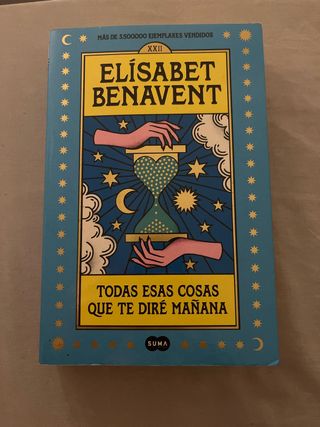 MÁS DE 3.500.000 EJEMPLARES VENDIDOS
XXII
ELÍSABET
BENAVENT
TODAS ESAS COSAS
QUE TE DIRÉ MAÑANA
SUMA